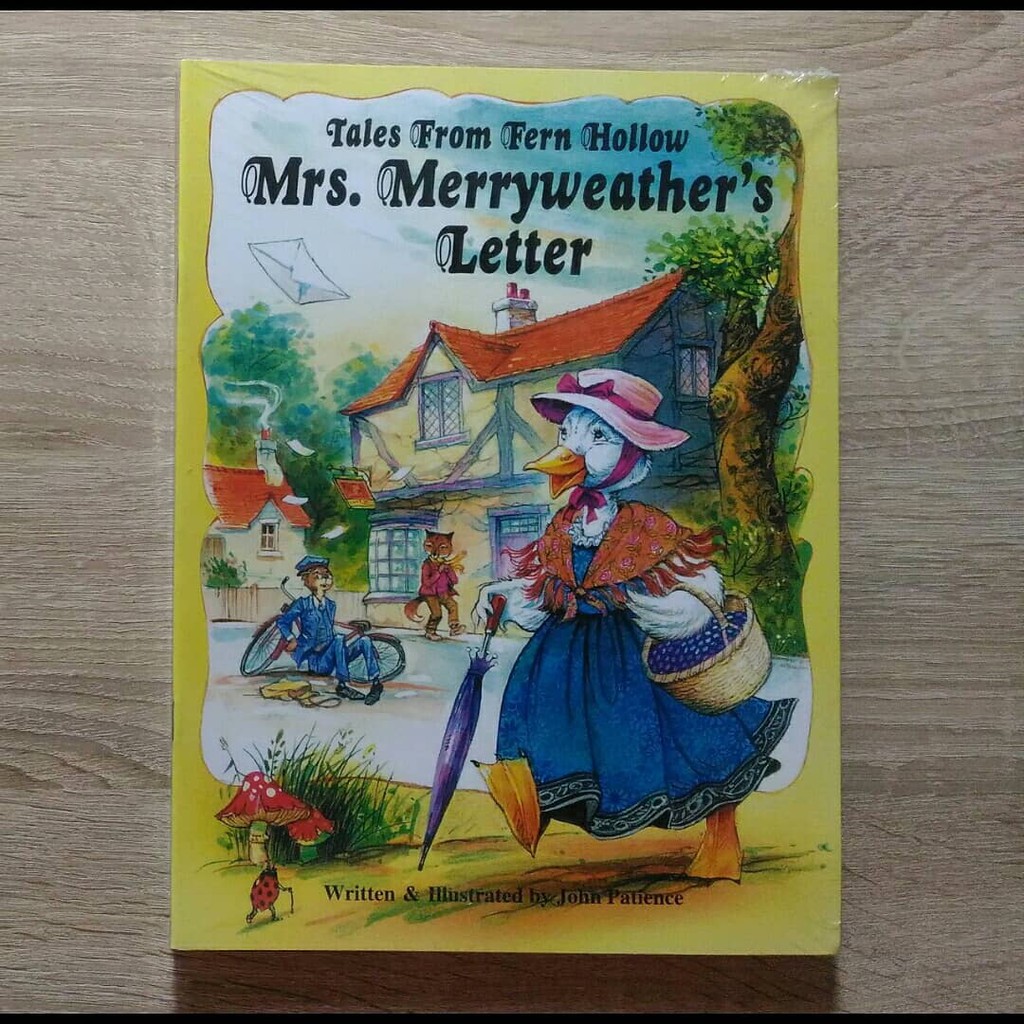 Tales From Fern Hollow
Mrs. Merryweather's
Letter
Written & Illustrated by John Patience